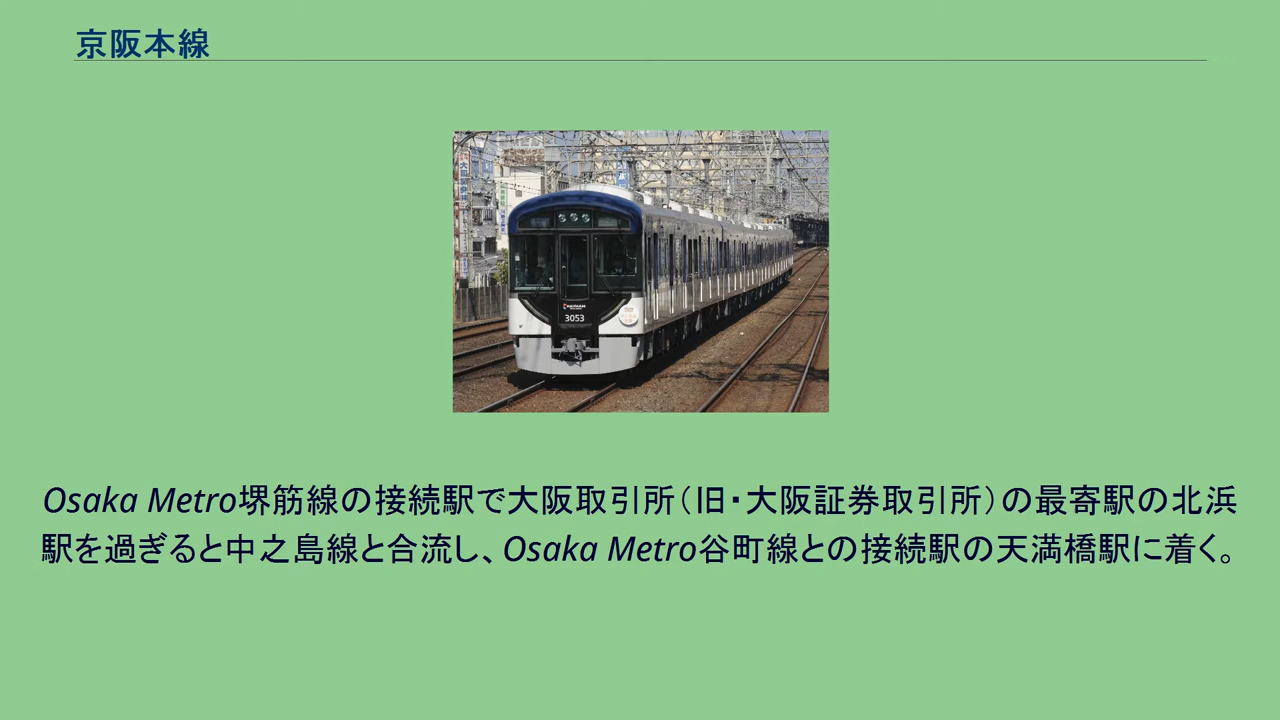 京阪本線
3053
Osaka Metro堺筋線の接続駅で大阪取引所（旧・大阪証券取引所）の最寄駅の北浜
駅を過ぎると中之島線と合流し、Osaka Metro谷町線との接続駅の天満橋駅に着く。